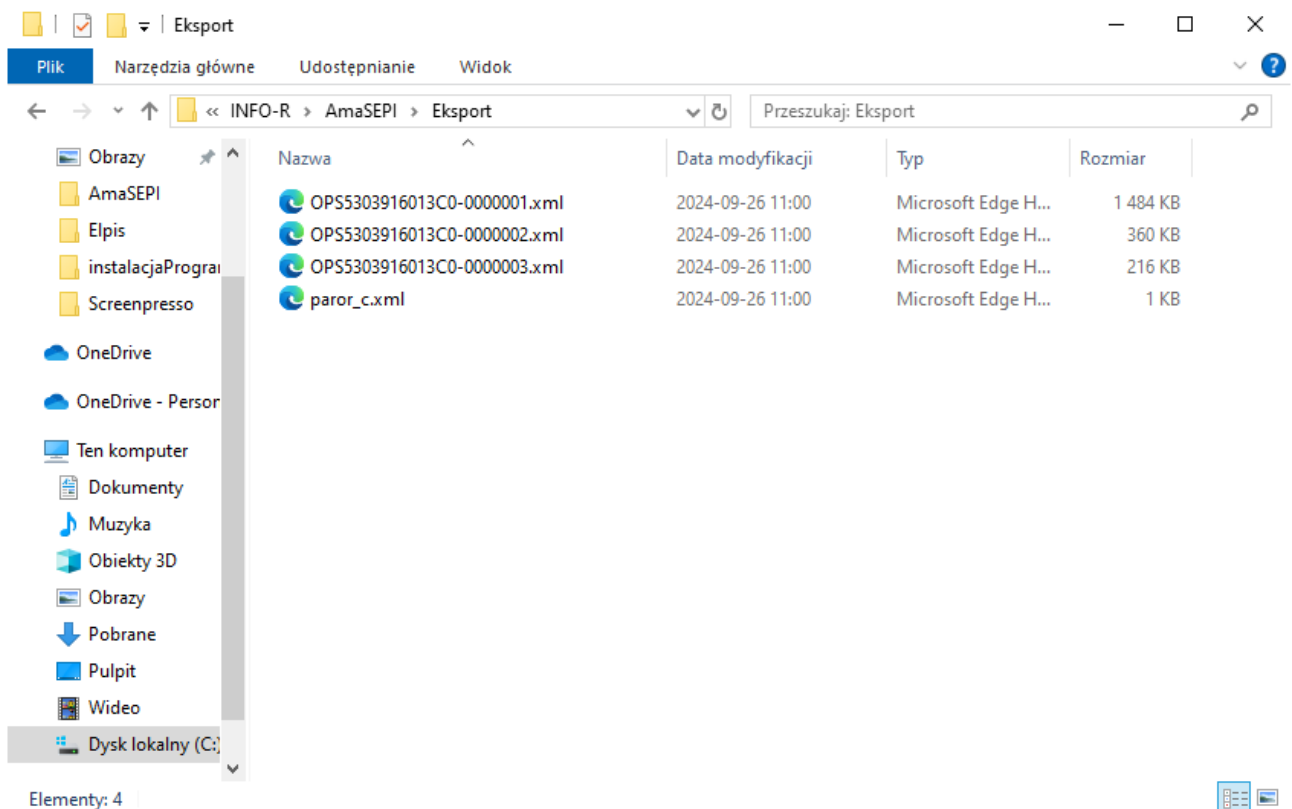 Eksport
Plik Narzędzia główne Udostępnianie Widok
« INFO-R > AmaSEPI > Eksport Przeszukaj: Eksport
Obrazy
AmaSEPI
Elpis
instalacjaPrograr
Screenpresso
OneDrive
OneDrive - Person
Ten komputer
Dokumenty
Muzyka
Obiekty 3D
Obrazy
Pobrane
Pulpit
Wideo
Dysk lokalny (C:)
Nazwa Data modyfikacji Typ Rozmiar
OPS5303916013C0-0000001.xml 2024-09-26 11:00 Microsoft Edge H... 1 484 KB
OPS5303916013C0-0000002.xml 2024-09-26 11:00 Microsoft Edge H... 360 KB
OPS5303916013C0-0000003.xml 2024-09-26 11:00 Microsoft Edge H... 216 KB
paror_c.xml 2024-09-26 11:00 Microsoft Edge H... 1 KB
Elementy: 4